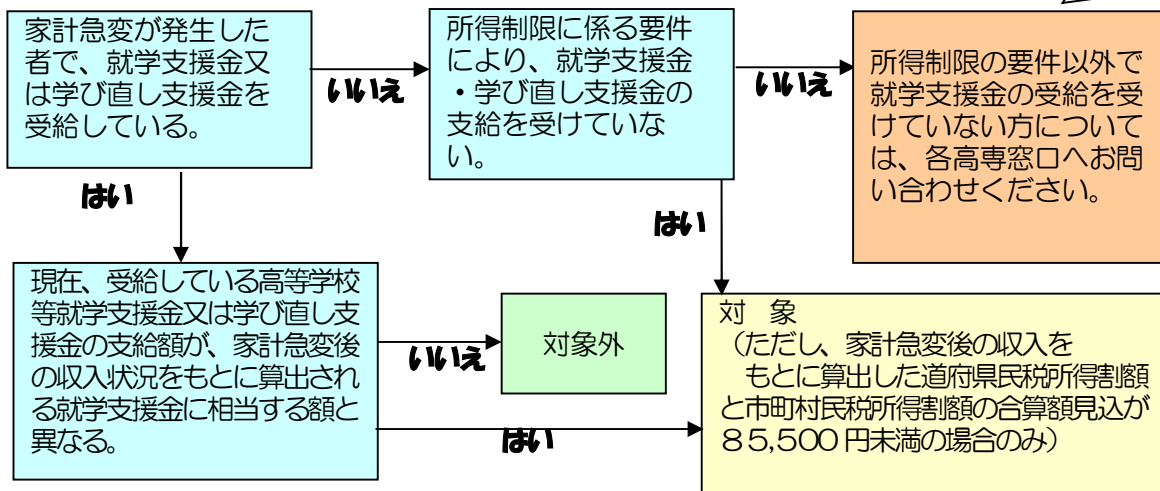 家計急変が発生した
者で、就学支援金又
は学び直し支援金を
受給している。
いいえ
所得制限に係る要件
により、就学支援金
・学び直し支援金の
支給を受けていな
い。
いいえ
所得制限の要件以外で
就学支援金の受給を受
けていない方について
は、各高専窓口へお問
い合わせください。
はい
はい
現在、受給している高等学校
等就学支援金又は学び直し支
援金の支給額が、家計急変後
の収入状況をもとに算出され
る就学支援金に相当する額と
異なる。
いいえ
対象外
はい
対 象
（ただし、家計急変後の収入を
もとに算出した道府県民税所得割額
と市町村民税所得割額の合算額見込が
８５,５００円未満の場合のみ）